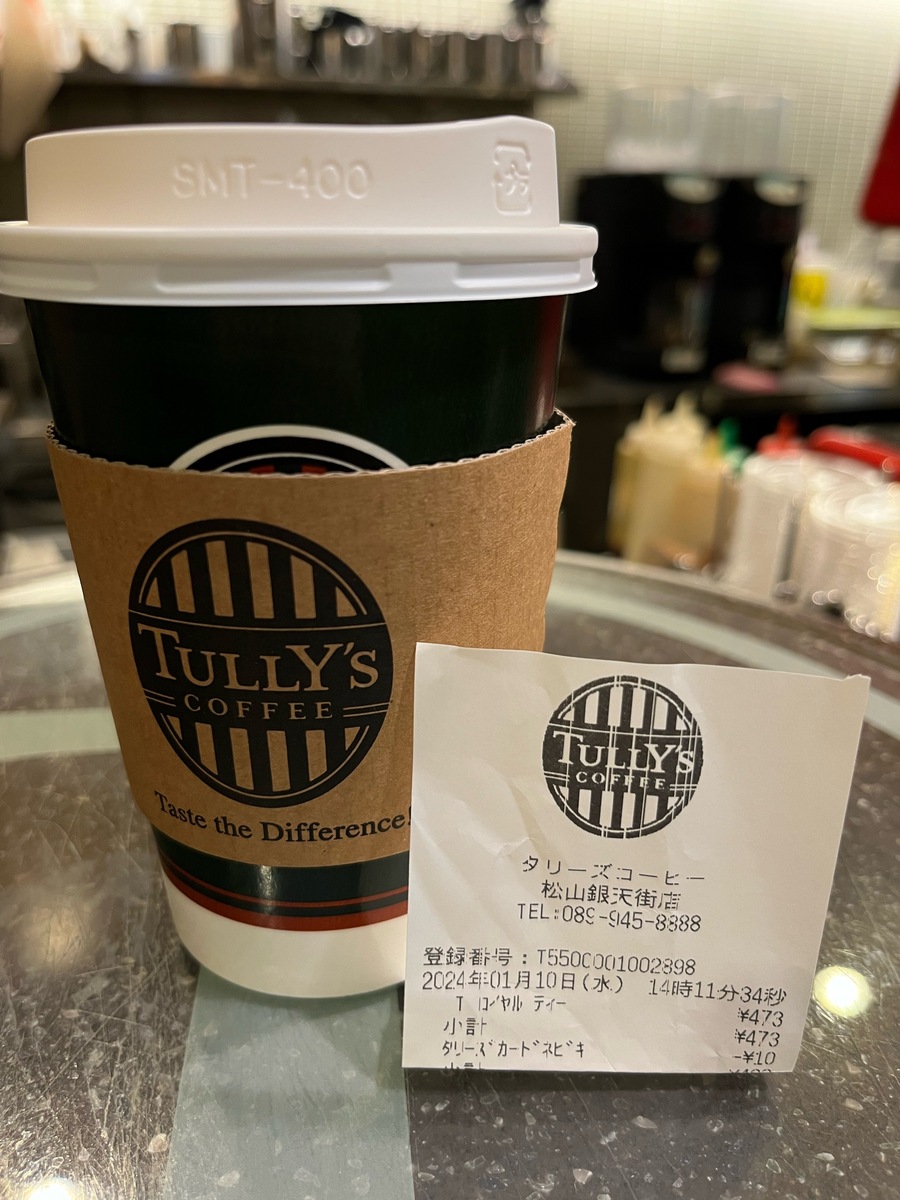 SMT-400
TULLY'S
COFFEE
Taste the Difference!
TULLY'S
COFFEE
タリーズコーヒー
松山銀天街店
TEL:089-945-8888
登録番号:T5500001002898
2024年01月10日(水) 14時11分34秒
T ロイヤル ティー ¥473
小計 ¥473
タリーズカードネビキ -¥10
小計